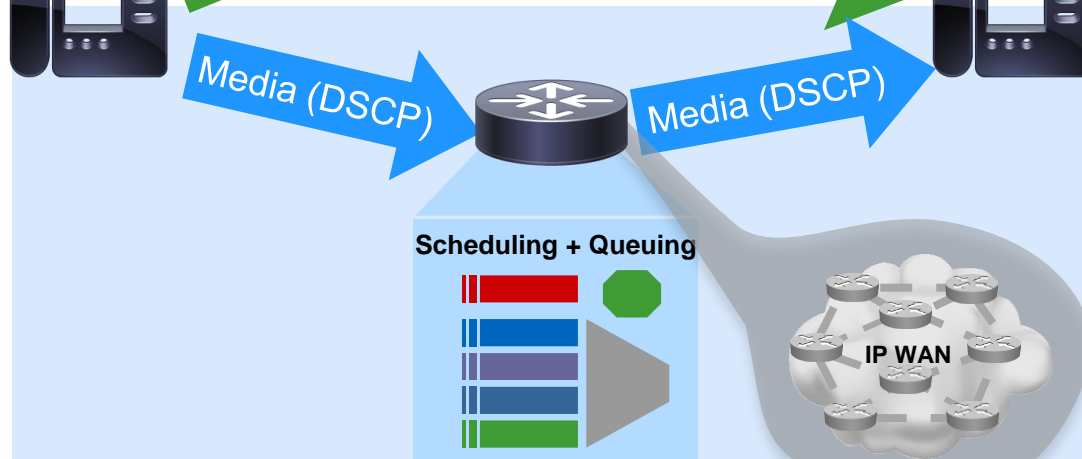 Media (DSCP)
Media (DSCP)
Scheduling + Queuing
IP WAN